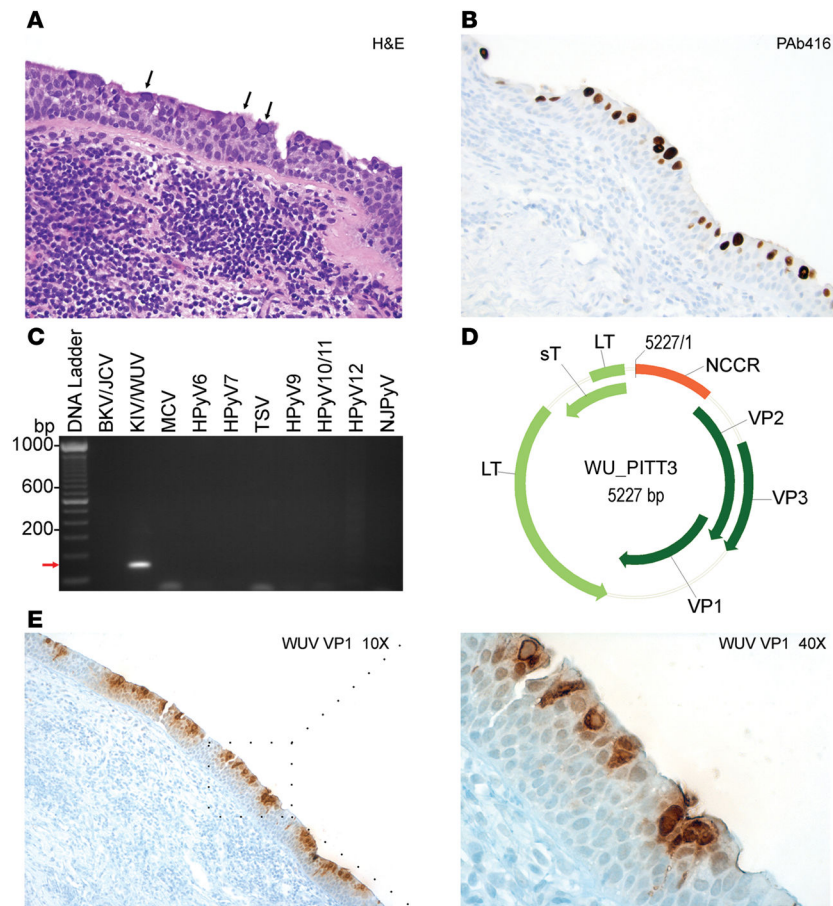 A
H&E
B
PAb416
C
bp
DNA Ladder
BKV/JCV
KIV/WUV
MCV
HPyV6
HPyV7
TSV
HPyV9
HPyV10/11
HPyV12
NJPyV
1000
600
200
D
5227/1
LT
sT
NCCR
VP2
LT
WU_PITT3
5227 bp
VP3
VP1
E
WUV VP1 10X
WUV VP1 40X